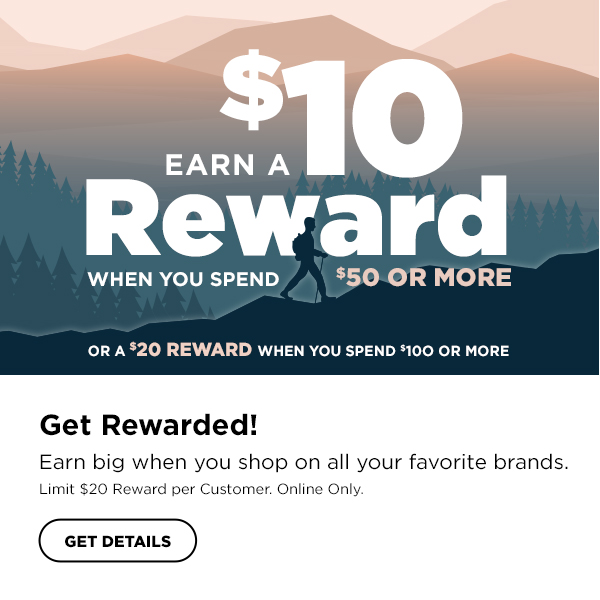 $10
EARN A
Reward
WHEN YOU SPEND $50 OR MORE
OR A $20 REWARD WHEN YOU SPEND $100 OR MORE
Get Rewarded!
Earn big when you shop on all your favorite brands.
Limit $20 Reward per Customer. Online Only.
GET DETAILS